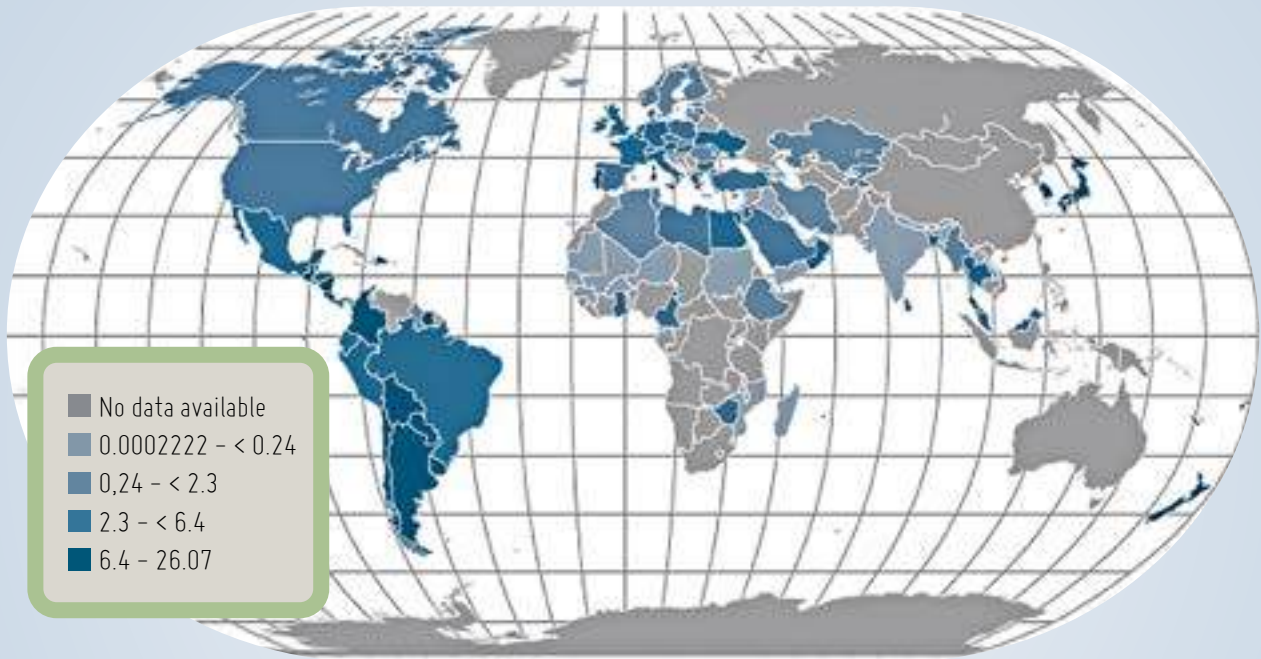 No data available
0.0002222 – < 0.24
0,24 – < 2.3
2.3 – < 6.4
6.4 – 26.07